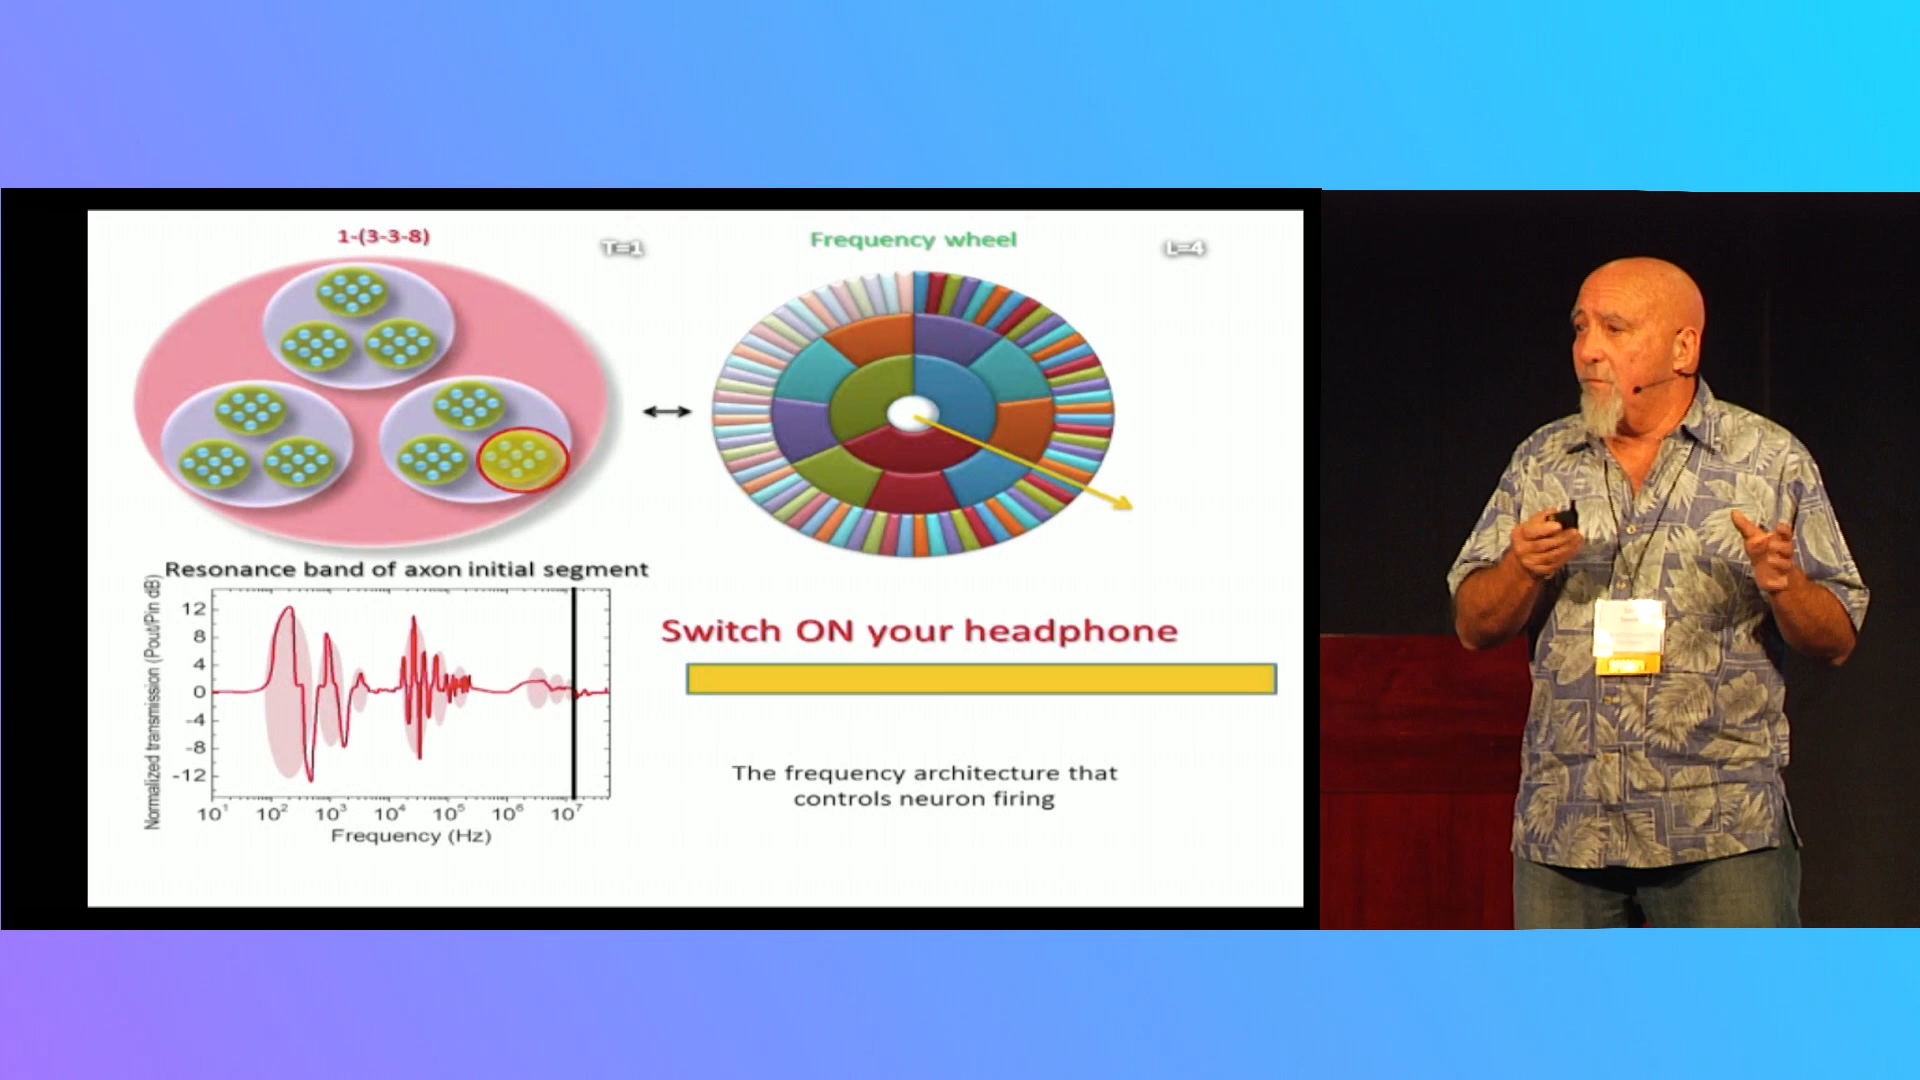 1-(3-3-8)
T=1
Frequency wheel
L=4
Resonance band of axon initial segment
Normalized transmission (Pout/Pin dB)
12
8
4
0
-4
-8
-12
10¹ 10² 10³ 10⁴ 10⁵ 10⁶ 10⁷
Frequency (Hz)
Switch ON your headphone
The frequency architecture that
controls neuron firing